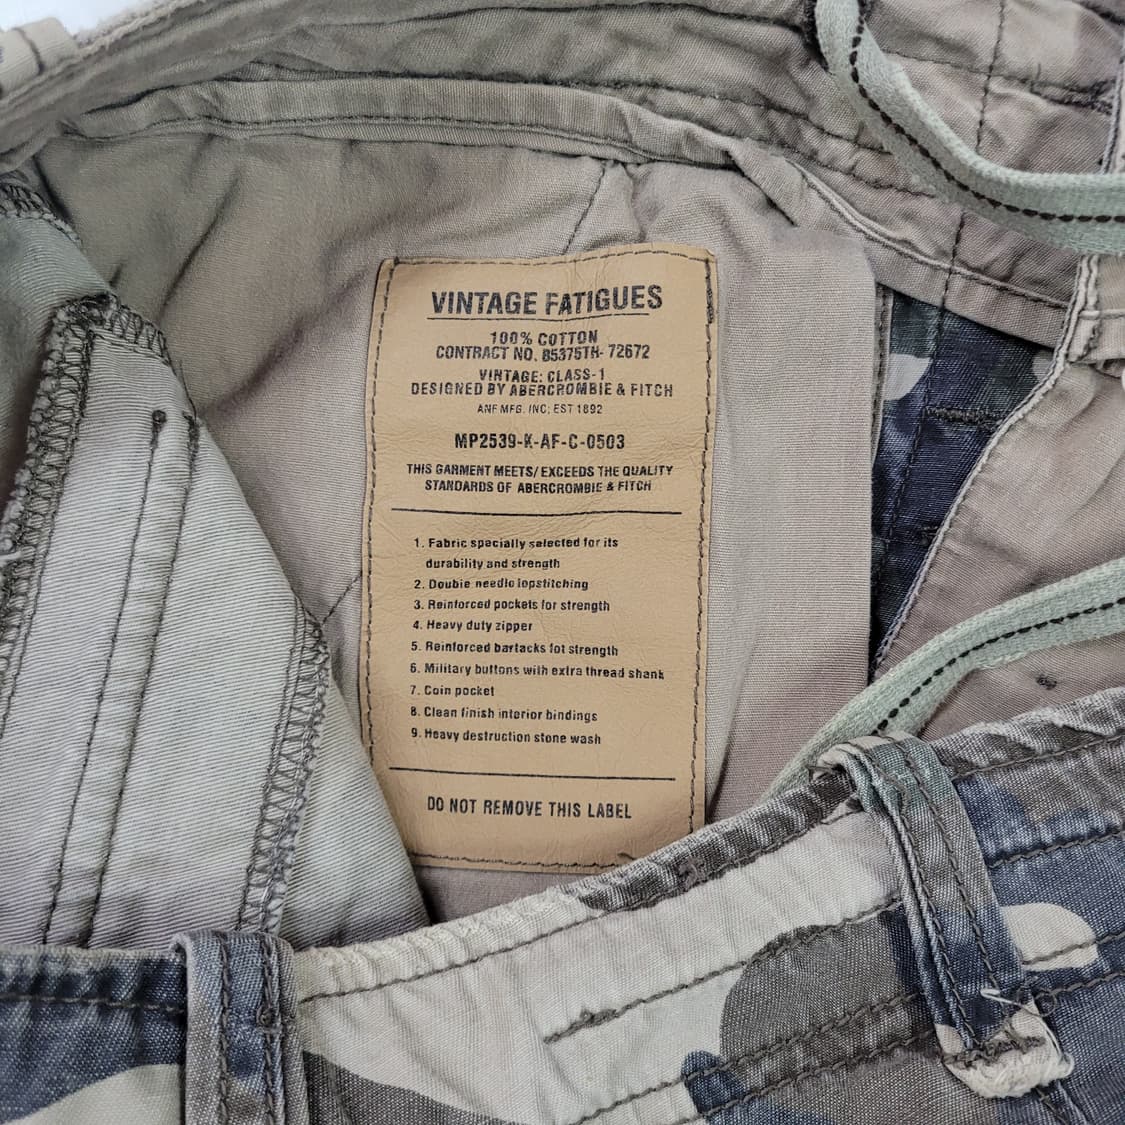 VINTAGE FATIGUES
100% COTTON
CONTRACT NO. B5375TH- 72672
VINTAGE: CLASS-1
DESIGNED BY ABERCROMBIE & FITCH
ANF MFG. INC; EST 1892
MP2539-K-AF-C-0503
THIS GARMENT MEETS/EXCEEDS THE QUALITY
STANDARDS OF ABERCROMBIE & FITCH
1. Fabric specially selected for its
durability and strength
2. Double needle topstitching
3. Reinforced pockets for strength
4. Heavy duty zipper
5. Reinforced bartacks fot strength
6. Military buttons with extra thread shank
7. Coin pocket
8. Clean finish interior bindings
9. Heavy destruction stone wash
DO NOT REMOVE THIS LABEL